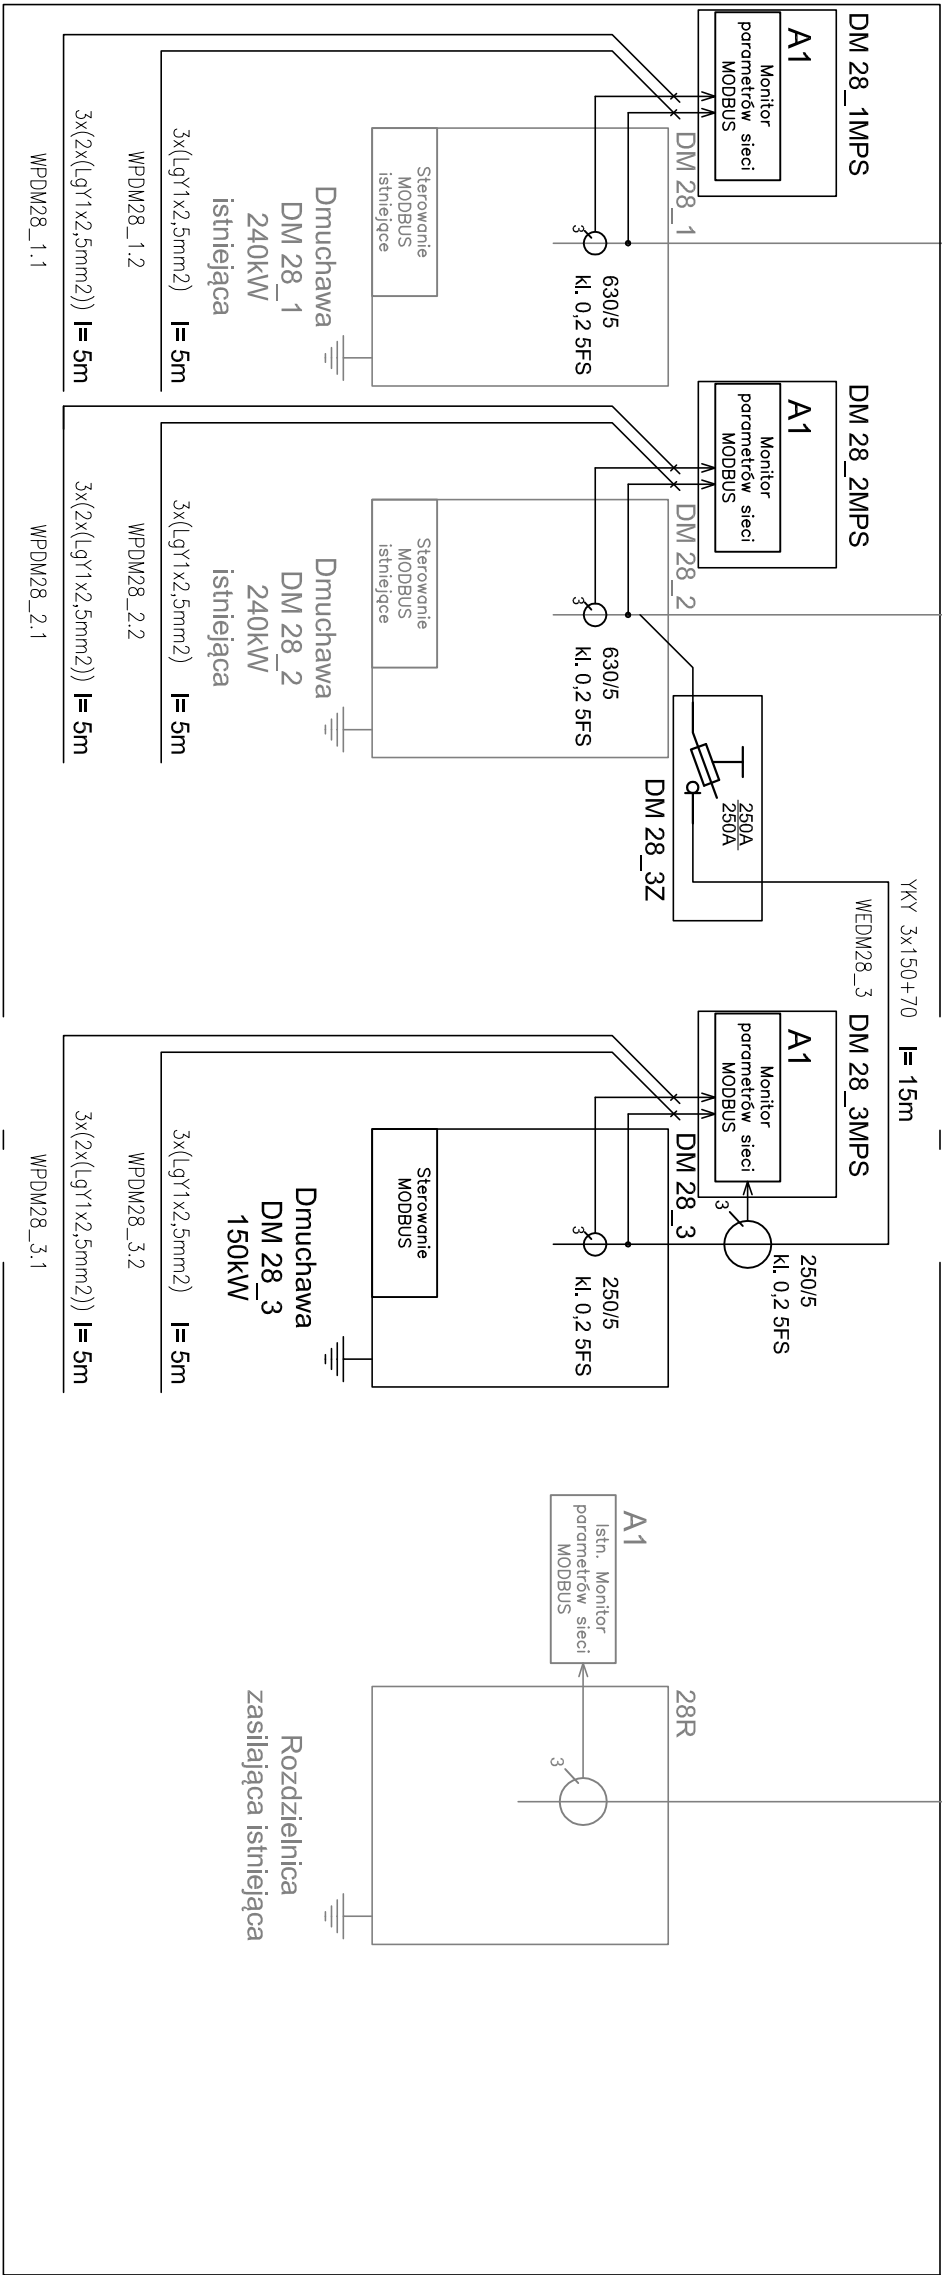 DM 28_1MPS
A1
Monitor
parametrów sieci
MODBUS
DM 28_1
3
630/5
kl. 0,2 5FS
Sterowanie
MODBUS
istniejące
Dmuchawa
DM 28_1
240kW
istniejąca
3x(LgY1x2,5mm2) l= 5m
WPDM28_1.2
3x(2x(LgY1x2,5mm2)) l= 5m
WPDM28_1.1
DM 28_2MPS
A1
Monitor
parametrów sieci
MODBUS
DM 28_2
3
630/5
kl. 0,2 5FS
Sterowanie
MODBUS
istniejące
Dmuchawa
DM 28_2
240kW
istniejąca
3x(LgY1x2,5mm2) l= 5m
WPDM28_2.2
3x(2x(LgY1x2,5mm2)) l= 5m
WPDM28_2.1
250A
250A
DM 28_3Z
YKY 3x150+70 l= 15m
WEDM28_3
DM 28_3MPS
A1
Monitor
parametrów sieci
MODBUS
3
250/5
kl. 0,2 5FS
DM 28_3
3
250/5
kl. 0,2 5FS
Sterowanie
MODBUS
Dmuchawa
DM 28_3
150kW
3x(LgY1x2,5mm2) l= 5m
WPDM28_3.2
3x(2x(LgY1x2,5mm2)) l= 5m
WPDM28_3.1
A1
Istn. Monitor
parametrów sieci
MODBUS
28R
3
Rozdzielnica
zasilająca istniejąca